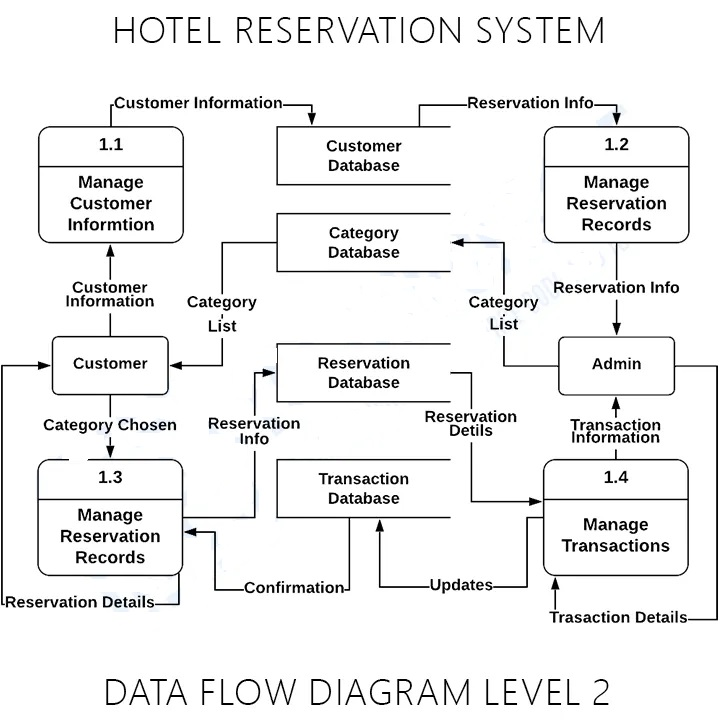 HOTEL RESERVATION SYSTEM
Customer Information
Reservation Info
1.1
Manage
Customer
Informtion
Customer
Database
1.2
Manage
Reservation
Records
Category
Database
Customer
Information
Category
List
Category
List
Reservation Info
Customer
Reservation
Database
Admin
Category Chosen
Reservation
Info
Reservation
Detils
Transaction
Information
1.3
Manage
Reservation
Records
Transaction
Database
1.4
Manage
Transactions
Confirmation
Updates
Reservation Details
Trasaction Details
DATA FLOW DIAGRAM LEVEL 2